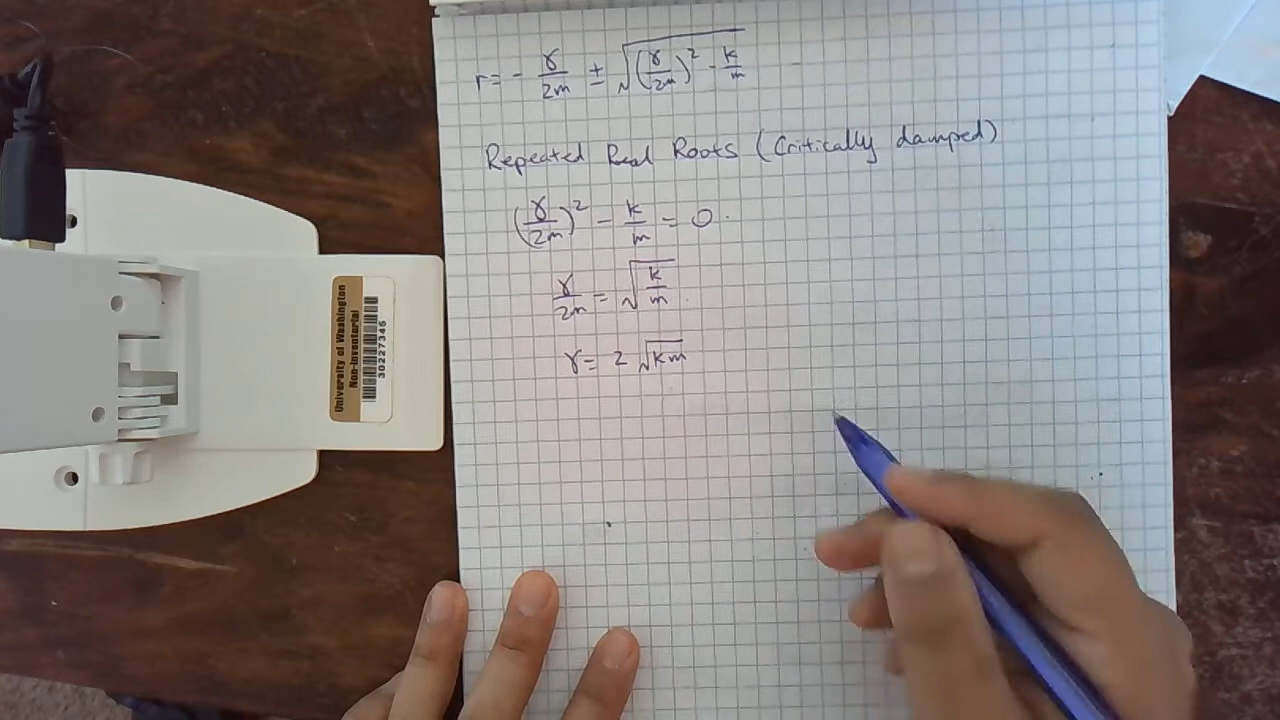 r = - γ/2m ± √((γ/2m)² - k/m)
Repeated Real Roots (Critically damped)
(γ/2m)² - k/m = 0
γ/2m = √(k/m)
γ = 2 √km
University of Washington
Non-Inventorial
30227345